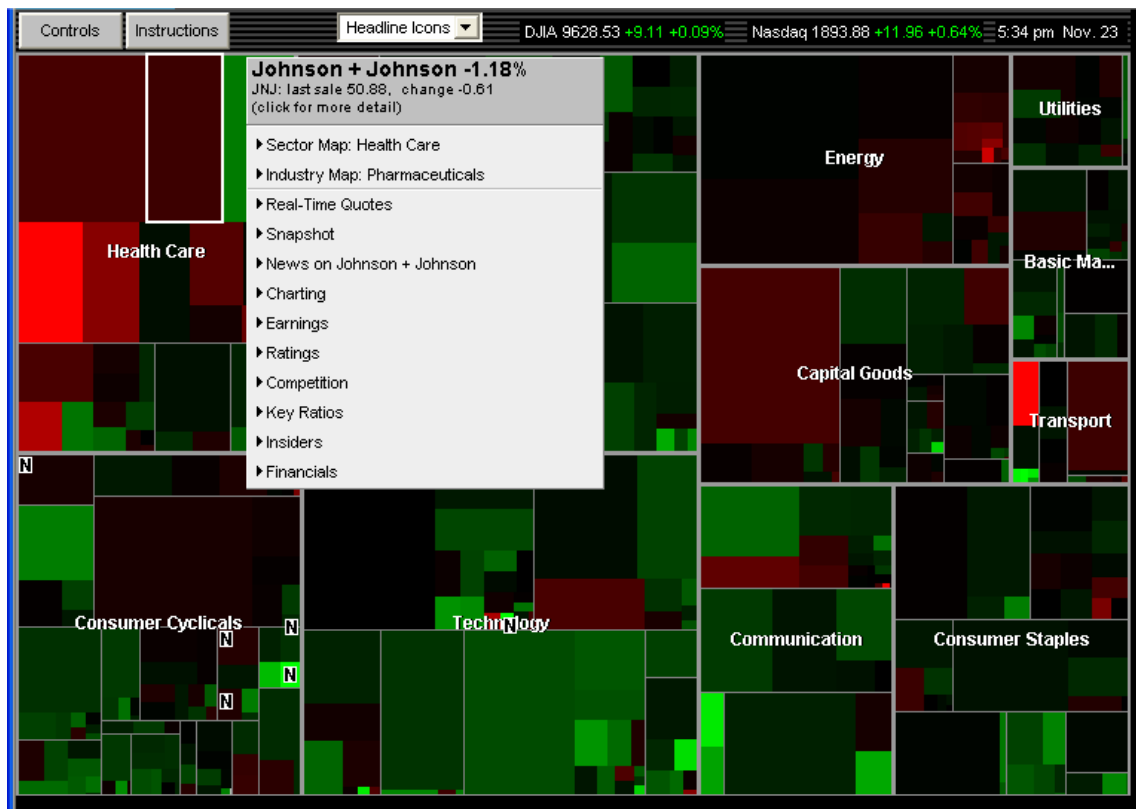 Controls
Instructions
Headline Icons
DJIA 9628.53 +9.11 +0.09%
Nasdaq 1893.88 +11.96 +0.64%
5:34 pm Nov. 23
Johnson + Johnson -1.18%
JNJ: last sale 50.88, change -0.61
(click for more detail)
Sector Map: Health Care
Industry Map: Pharmaceuticals
Real-Time Quotes
Snapshot
News on Johnson + Johnson
Charting
Earnings
Ratings
Competition
Key Ratios
Insiders
Financials
Health Care
Energy
Utilities
Basic Ma...
Capital Goods
Transport
N
Consumer Cyclicals
N
N
N
N
Technology
N
Communication
Consumer Staples